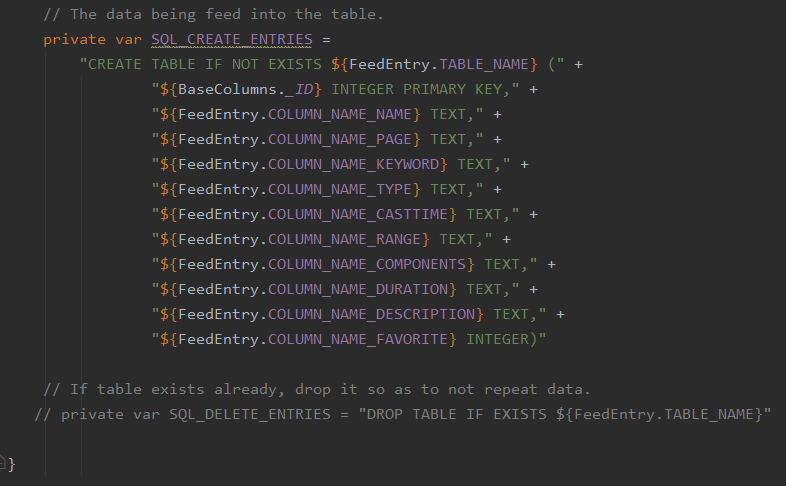 // The data being feed into the table.
private var SQL_CREATE_ENTRIES =
"CREATE TABLE IF NOT EXISTS ${FeedEntry.TABLE_NAME} (" +
"${BaseColumns._ID} INTEGER PRIMARY KEY," +
"${FeedEntry.COLUMN_NAME_NAME} TEXT," +
"${FeedEntry.COLUMN_NAME_PAGE} TEXT," +
"${FeedEntry.COLUMN_NAME_KEYWORD} TEXT," +
"${FeedEntry.COLUMN_NAME_TYPE} TEXT," +
"${FeedEntry.COLUMN_NAME_CASTTIME} TEXT," +
"${FeedEntry.COLUMN_NAME_RANGE} TEXT," +
"${FeedEntry.COLUMN_NAME_COMPONENTS} TEXT," +
"${FeedEntry.COLUMN_NAME_DURATION} TEXT," +
"${FeedEntry.COLUMN_NAME_DESCRIPTION} TEXT," +
"${FeedEntry.COLUMN_NAME_FAVORITE} INTEGER)"
// If table exists already, drop it so as to not repeat data.
// private var SQL_DELETE_ENTRIES = "DROP TABLE IF EXISTS ${FeedEntry.TABLE_NAME}"
}